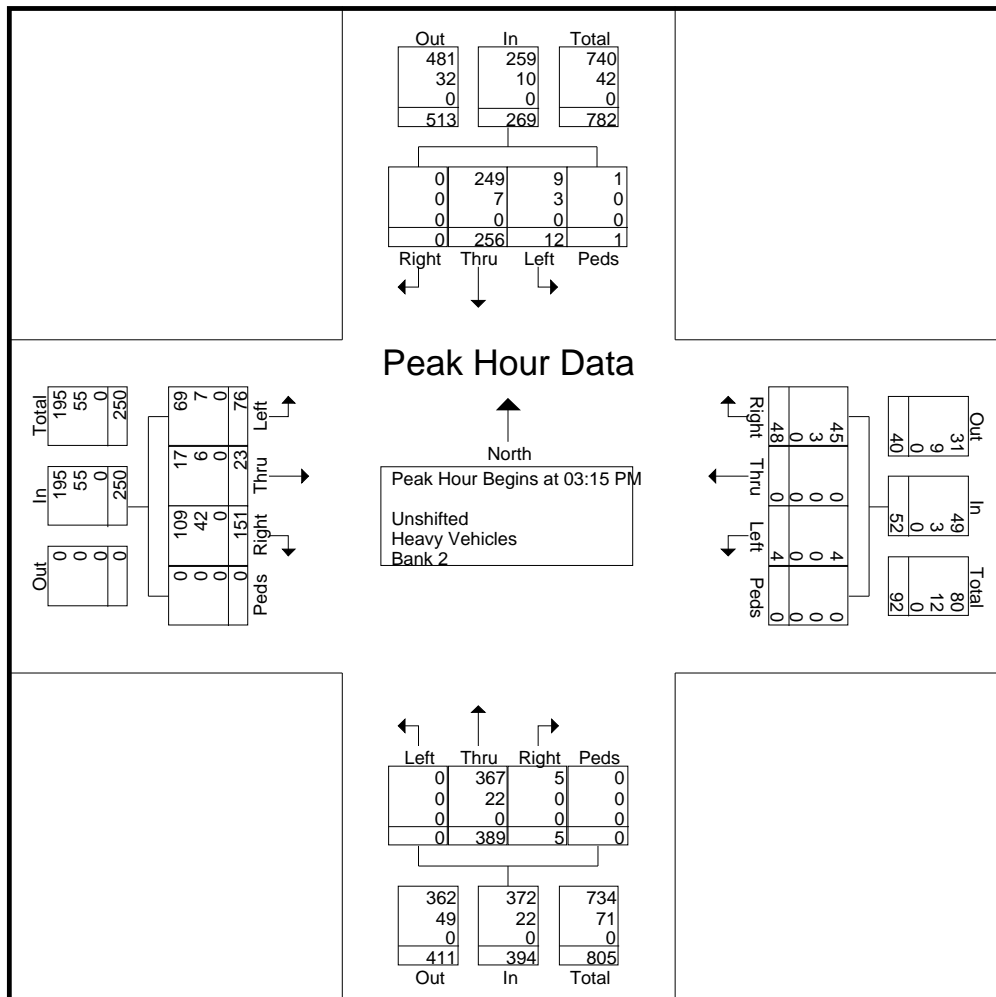 Out In Total
481 259 740
32 10 42
0 0 0
513 269 782
0 249 9 1
0 7 3 0
0 0 0 0
0 256 12 1
Right Thru Left Peds
Peak Hour Data
North
Peak Hour Begins at 03:15 PM
Unshifted
Heavy Vehicles
Bank 2
Total
195 55 0 250
In
195 55 0 250
Out
0 0 0 0
69 7 0 76
Left
17 6 0 23
Thru
109 42 0 151
Right
0 0 0 0
Peds
Right
45 3 0 48
Thru
0 0 0 0
Left
4 0 0 4
Peds
0 0 0 0
Out
31 9 0 40
In
49 3 0 52
Total
80 12 0 92
Left Thru Right Peds
0 367 5 0
0 22 0 0
0 0 0 0
0 389 5 0
362 372 734
49 22 71
0 0 0
411 394 805
Out In Total